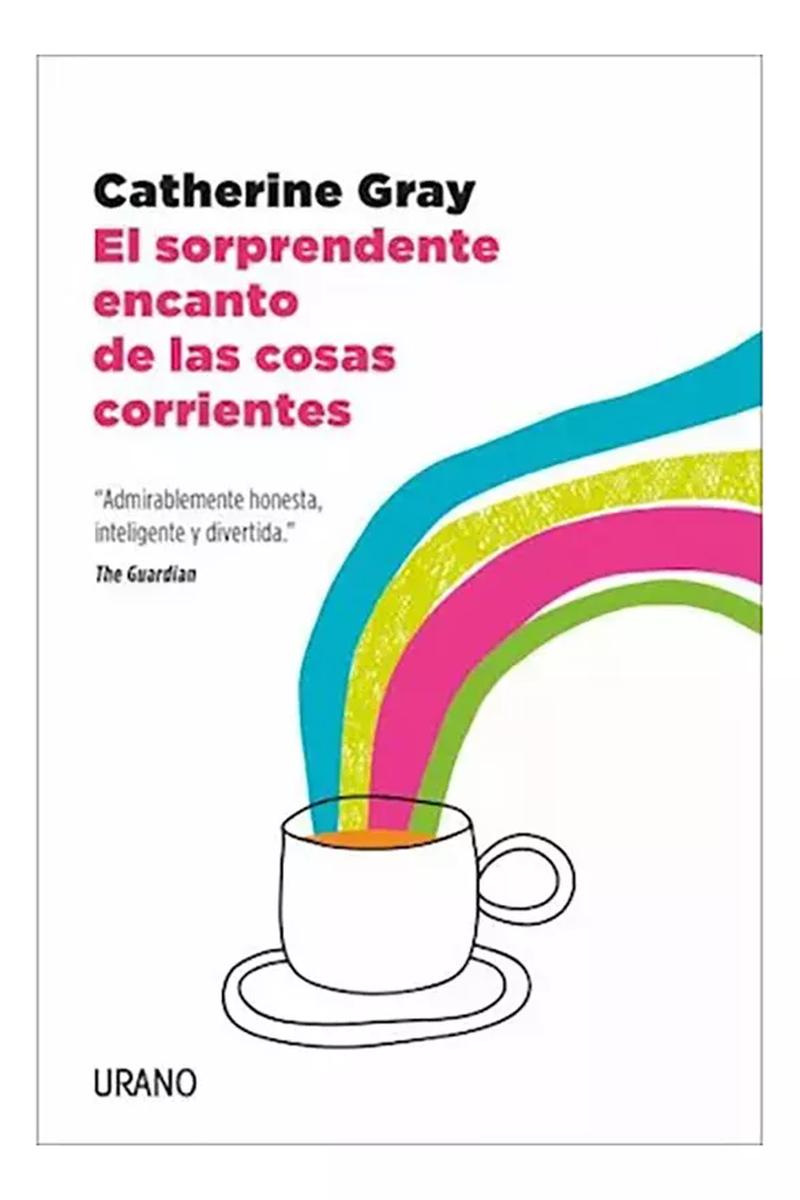 Catherine Gray
El sorprendente
encanto
de las cosas
corrientes
“Admirablemente honesta,
inteligente y divertida.”
The Guardian
URANO